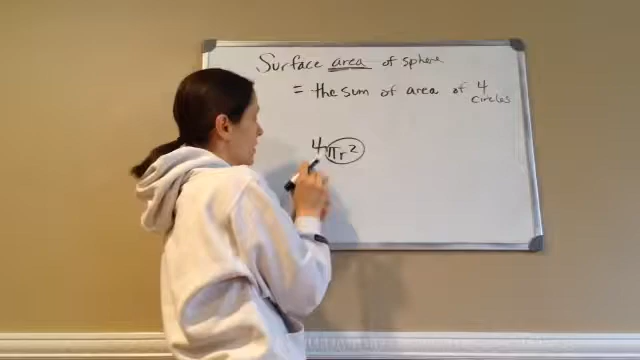 Surface area of sphere
= the sum of area of 4
circles
4πr²